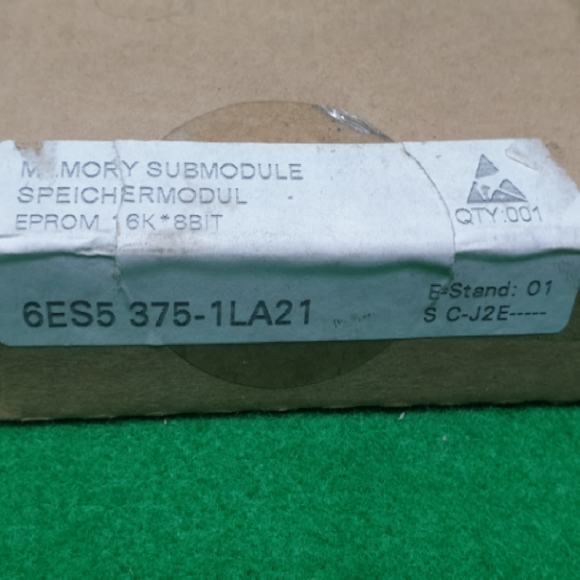 MEMORY SUBMODULE
SPEICHERMODUL
EPROM 16K*8BIT
QTY:001
6ES5 375-1LA21
E-Stand: 01
S C-J2E-----